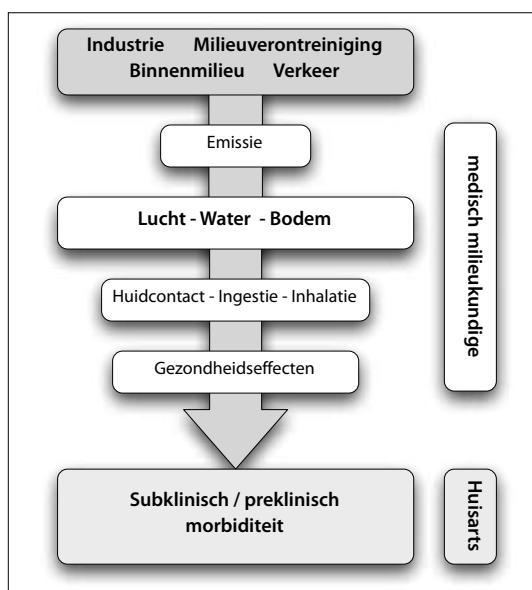 Industrie Milieuverontreiniging
Binnenmilieu Verkeer
Emissie
Lucht - Water - Bodem
Huidcontact - Ingestie - Inhalatie
Gezondheidseffecten
medisch milieukundige
Subklinisch / preklinisch
morbiditeit
Huisarts